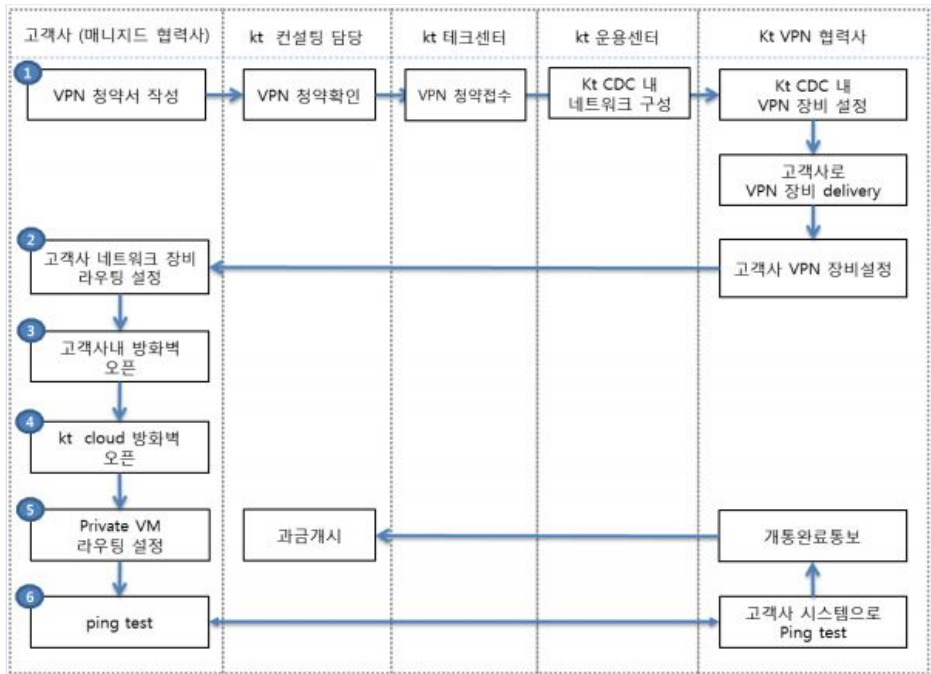 고객사 (매니지드 협력사)
kt 컨설팅 담당
kt 테크센터
kt 운용센터
Kt VPN 협력사
1
VPN 청약서 작성
VPN 청약확인
VPN 청약접수
Kt CDC 내
네트워크 구성
Kt CDC 내
VPN 장비 설정
고객사로
VPN 장비 delivery
2
고객사 네트워크 장비
라우팅 설정
고객사 VPN 장비설정
3
고객사내 방화벽
오픈
4
kt cloud 방화벽
오픈
5
Private VM
라우팅 설정
과금개시
개통완료통보
6
ping test
고객사 시스템으로
Ping test